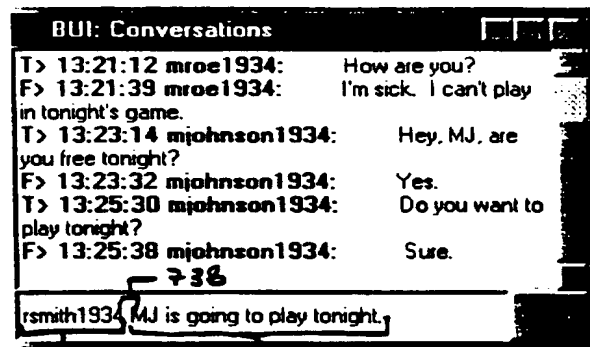 BUI: Conversations
T> 13:21:12 mroe1934: How are you?
F> 13:21:39 mroe1934: I'm sick. I can't play
in tonight's game.
T> 13:23:14 mjohnson1934: Hey, MJ, are
you free tonight?
F> 13:23:32 mjohnson1934: Yes.
T> 13:25:30 mjohnson1934: Do you want to
play tonight?
F> 13:25:38 mjohnson1934: Sure.
738
rsmith1934 MJ is going to play tonight.